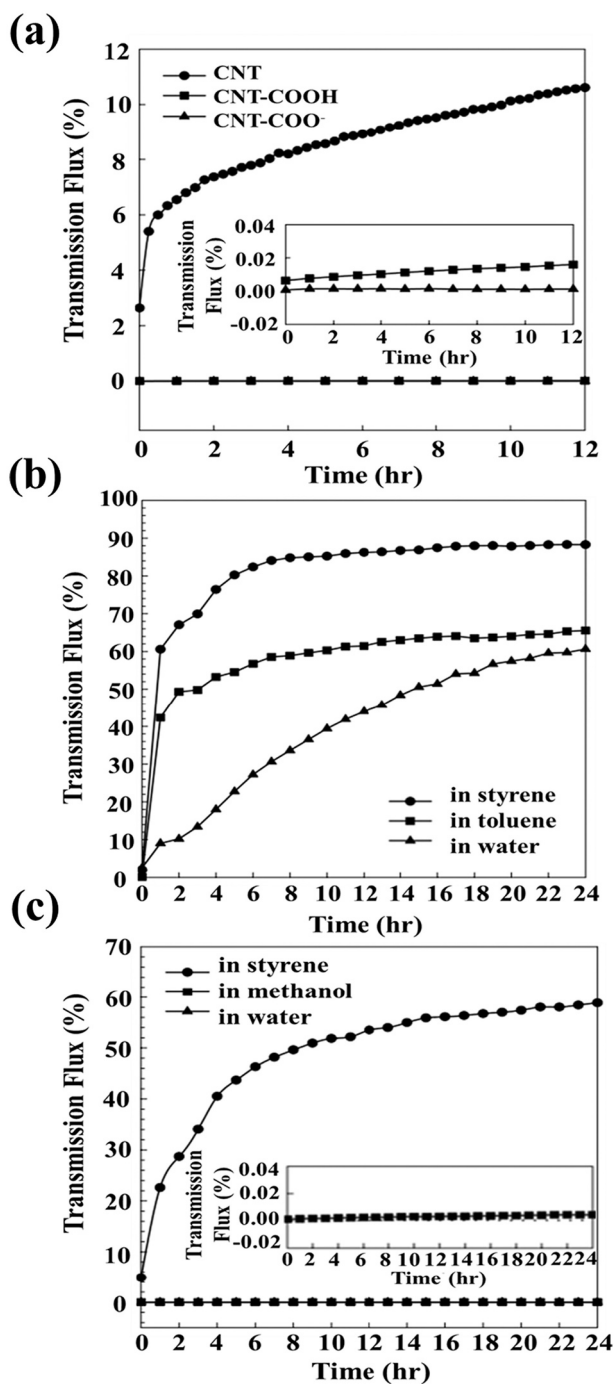 (a)
12
10
8
6
4
2
0
Transmission Flux (%)
CNT
CNT-COOH
CNT-COO-
Transmission
Flux (%)
0.04
0.02
0.00
-0.02
0 2 4 6 8 10 12
Time (hr)
0 2 4 6 8 10 12
Time (hr)
(b)
100
90
80
70
60
50
40
30
20
10
0
Transmission Flux (%)
in styrene
in toluene
in water
0 2 4 6 8 10 12 14 16 18 20 22 24
Time (hr)
(c)
70
60
50
40
30
20
10
0
Transmission Flux (%)
in styrene
in methanol
in water
Transmission
Flux (%)
0.04
0.02
0.00
-0.02
0 2 4 6 8 10 12 14 16 18 20 22 24
Time (hr)
0 2 4 6 8 10 12 14 16 18 20 22 24
Time (hr)